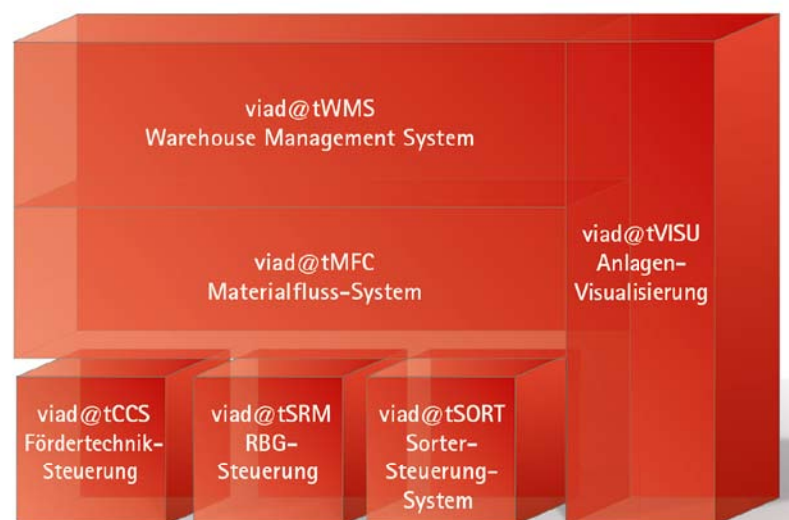 viad@tWMS
Warehouse Management System
viad@tMFC
Materialfluss-System
viad@tVISU
Anlagen-
Visualisierung
viad@tCCS
Fördertechnik-
Steuerung
viad@tSRM
RBG-
Steuerung
viad@tSORT
Sorter-
Steuerung-
System